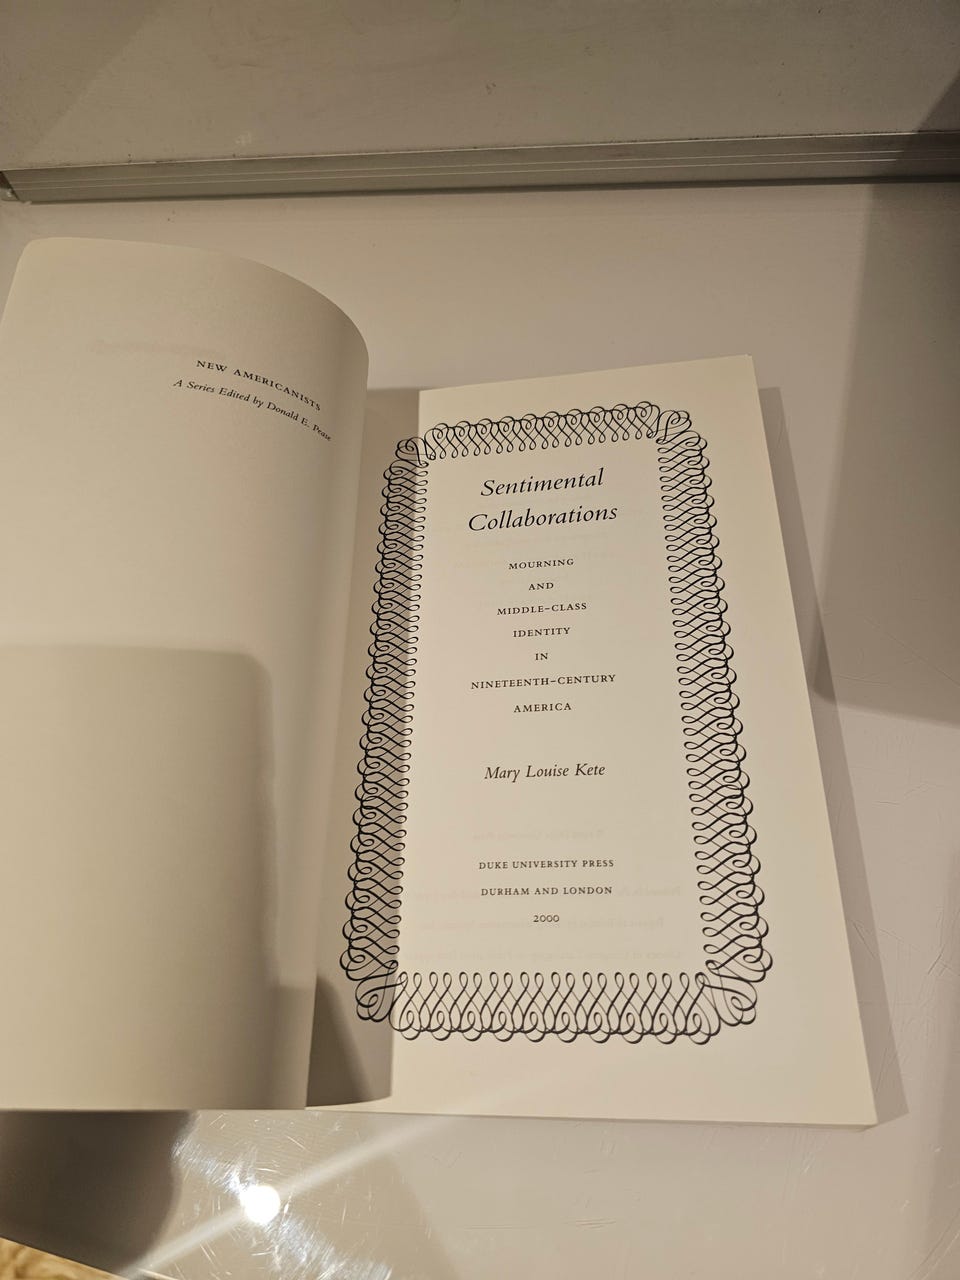 NEW AMERICANISTS
A Series Edited by Donald E. Pease
Sentimental
Collaborations
MOURNING
AND
MIDDLE-CLASS
IDENTITY
IN
NINETEENTH-CENTURY
AMERICA
Mary Louise Kete
DUKE UNIVERSITY PRESS
DURHAM AND LONDON
2000